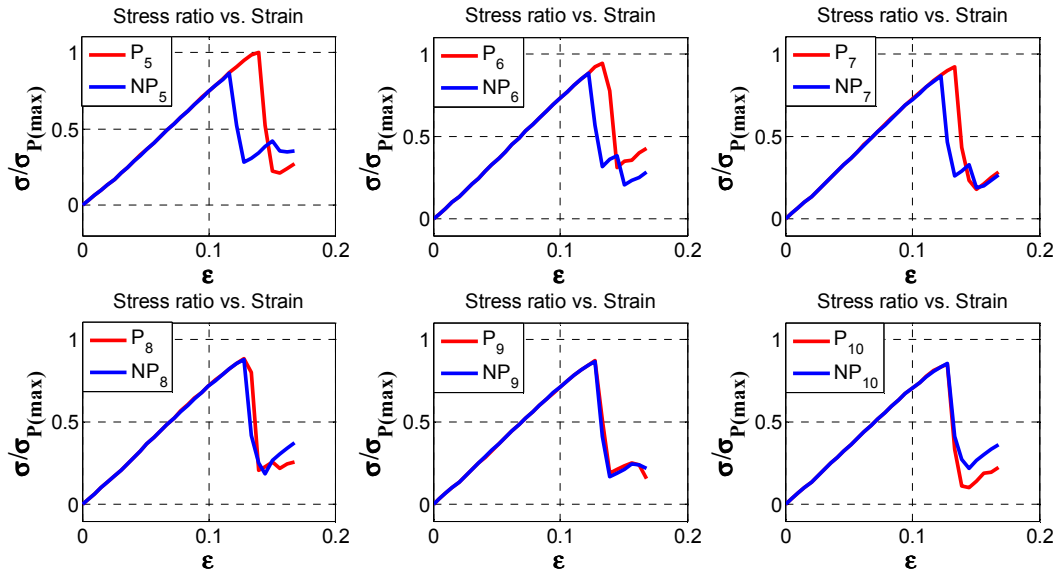 Stress ratio vs. Strain
P5
NP5
1
0.5
0
σ/σP(max)
0
0.1
0.2
ε
Stress ratio vs. Strain
P6
NP6
1
0.5
0
σ/σP(max)
0
0.1
0.2
ε
Stress ratio vs. Strain
P7
NP7
1
0.5
0
σ/σP(max)
0
0.1
0.2
ε
Stress ratio vs. Strain
P8
NP8
1
0.5
0
σ/σP(max)
0
0.1
0.2
ε
Stress ratio vs. Strain
P9
NP9
1
0.5
0
σ/σP(max)
0
0.1
0.2
ε
Stress ratio vs. Strain
P10
NP10
1
0.5
0
σ/σP(max)
0
0.1
0.2
ε